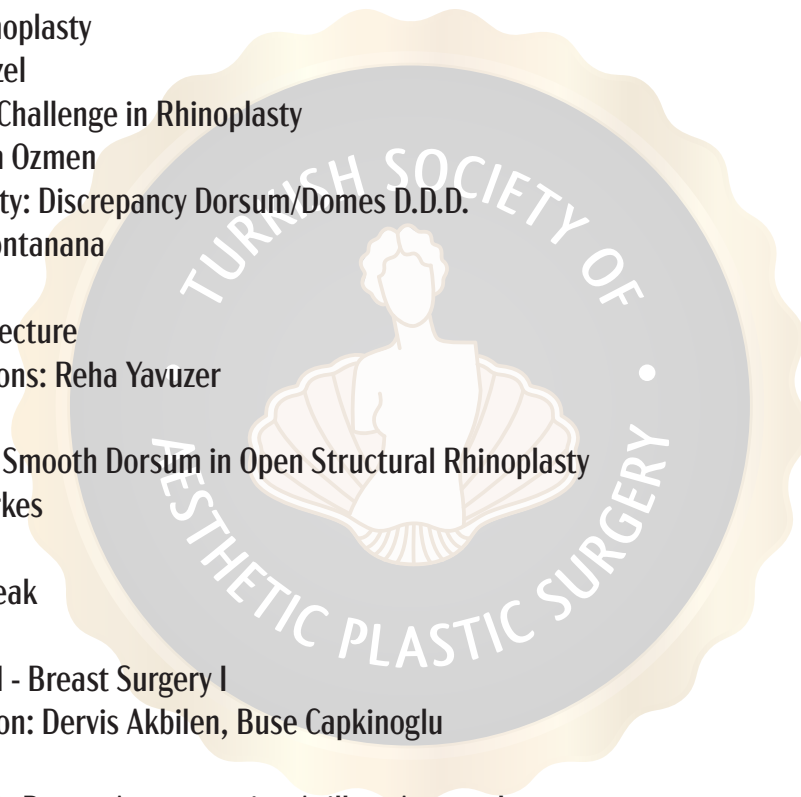 noplasty
zel
Challenge in Rhinoplasty
n Ozmen
ty: Discrepancy Dorsum/Domes D.D.D.
ontanana
ecture
ons: Reha Yavuzer
Smooth Dorsum in Open Structural Rhinoplasty
rkes
eak
l - Breast Surgery I
on: Dervis Akbilen, Buse Capkinoglu
TURKISH SOCIETY OF
AESTHETIC PLASTIC SURGERY